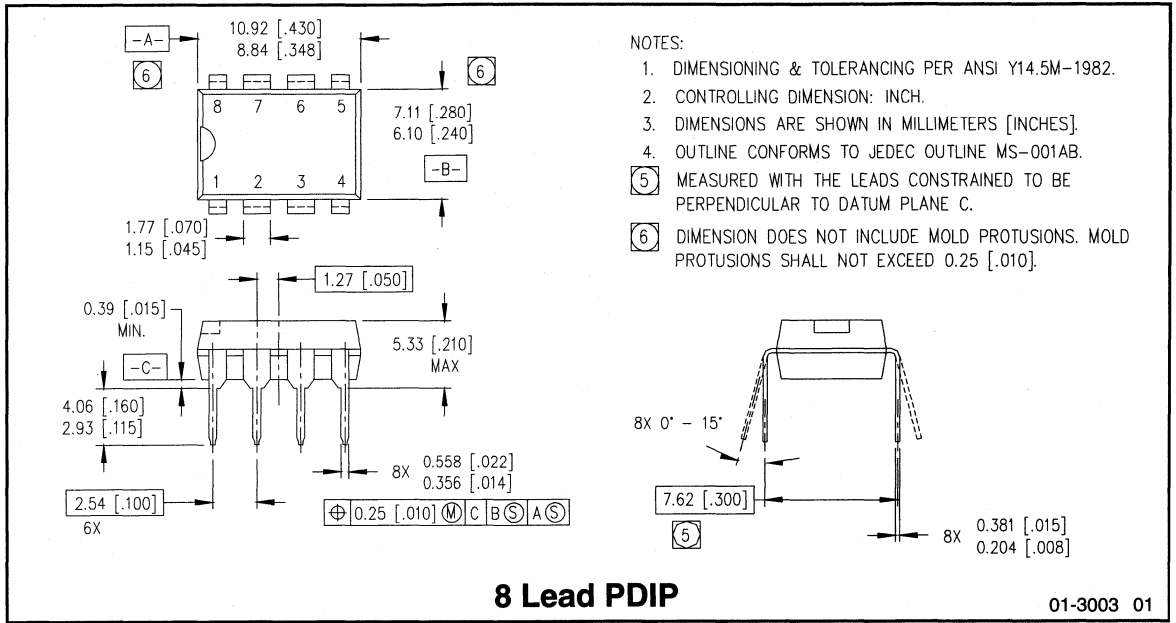 10.92 [.430]
8.84 [.348]
-A-
6
6
8 7 6 5
1 2 3 4
7.11 [.280]
6.10 [.240]
-B-
1.77 [.070]
1.15 [.045]
1.27 [.050]
0.39 [.015]
MIN.
-C-
5.33 [.210]
MAX
4.06 [.160]
2.93 [.115]
8X 0.558 [.022]
0.356 [.014]
2.54 [.100]
6X
⌖ 0.25 [.010] Ⓜ C B Ⓢ A Ⓢ
NOTES:
1. DIMENSIONING & TOLERANCING PER ANSI Y14.5M-1982.
2. CONTROLLING DIMENSION: INCH.
3. DIMENSIONS ARE SHOWN IN MILLIMETERS [INCHES].
4. OUTLINE CONFORMS TO JEDEC OUTLINE MS-001AB.
5 MEASURED WITH THE LEADS CONSTRAINED TO BE
PERPENDICULAR TO DATUM PLANE C.
6 DIMENSION DOES NOT INCLUDE MOLD PROTUSIONS. MOLD
PROTUSIONS SHALL NOT EXCEED 0.25 [.010].
8X 0° - 15°
7.62 [.300]
5
8X 0.381 [.015]
0.204 [.008]
8 Lead PDIP
01-3003 01